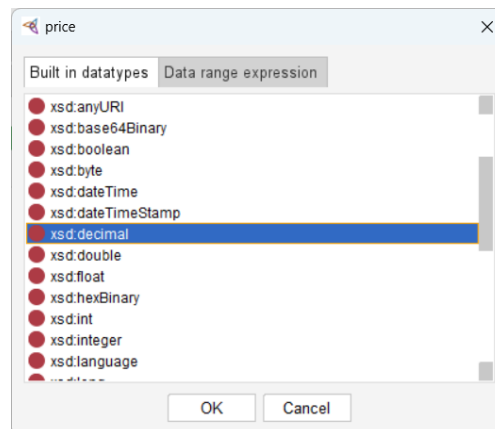 price
Built in datatypes Data range expression
xsd:anyURI
xsd:base64Binary
xsd:boolean
xsd:byte
xsd:dateTime
xsd:dateTimeStamp
xsd:decimal
xsd:double
xsd:float
xsd:hexBinary
xsd:int
xsd:integer
xsd:language
OK Cancel